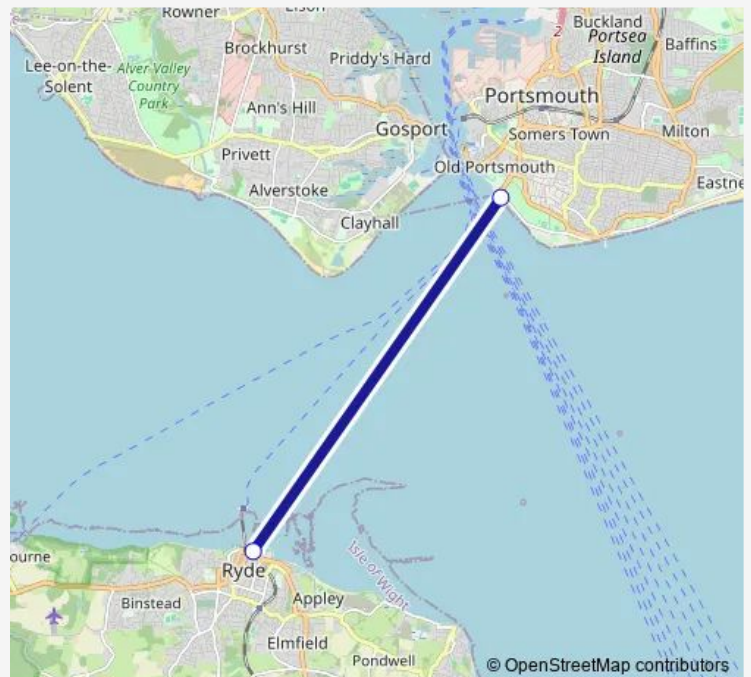 Rowner
Elson
Buckland
2
Portsea
Island
Brockhurst
Baffins
Priddy's Hard
Lee-on-the-
Solent
Alver Valley
Country
Park
Portsmouth
Ann's Hill
Gosport
Somers Town
Milton
Privett
Old Portsmouth
Alverstoke
Eastne
Clayhall
ourne
Ryde
Isle of Wight
Binstead
Appley
Elmfield
Pondwell
© OpenStreetMap contributors